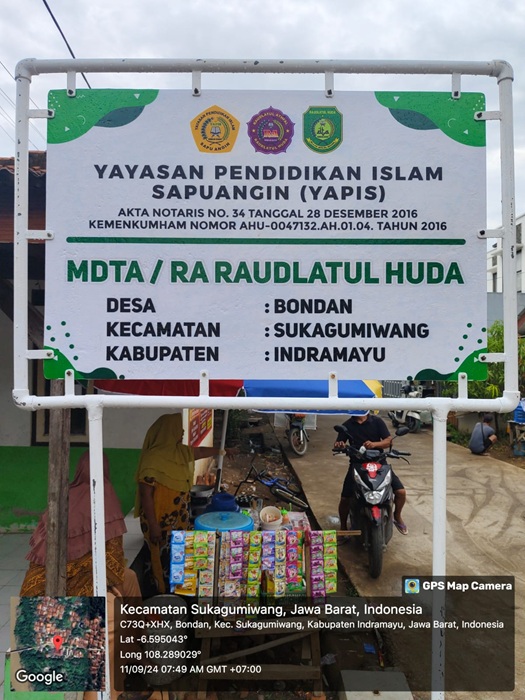 YAYASAN PENDIDIKAN ISLAM
SAPUANGIN (YAPIS)
AKTA NOTARIS NO. 34 TANGGAL 28 DESEMBER 2016
KEMENKUMHAM NOMOR AHU-0047132.AH.01.04. TAHUN 2016
MDTA / RA RAUDLATUL HUDA
DESA : BONDAN
KECAMATAN : SUKAGUMIWANG
KABUPATEN : INDRAMAYU
GPS Map Camera
Kecamatan Sukagumiwang, Jawa Barat, Indonesia
C73Q+XHX, Bondan, Kec. Sukagumiwang, Kabupaten Indramayu, Jawa Barat, Indonesia
Lat -6.595043°
Long 108.289029°
11/09/24 07:49 AM GMT +07:00
Google